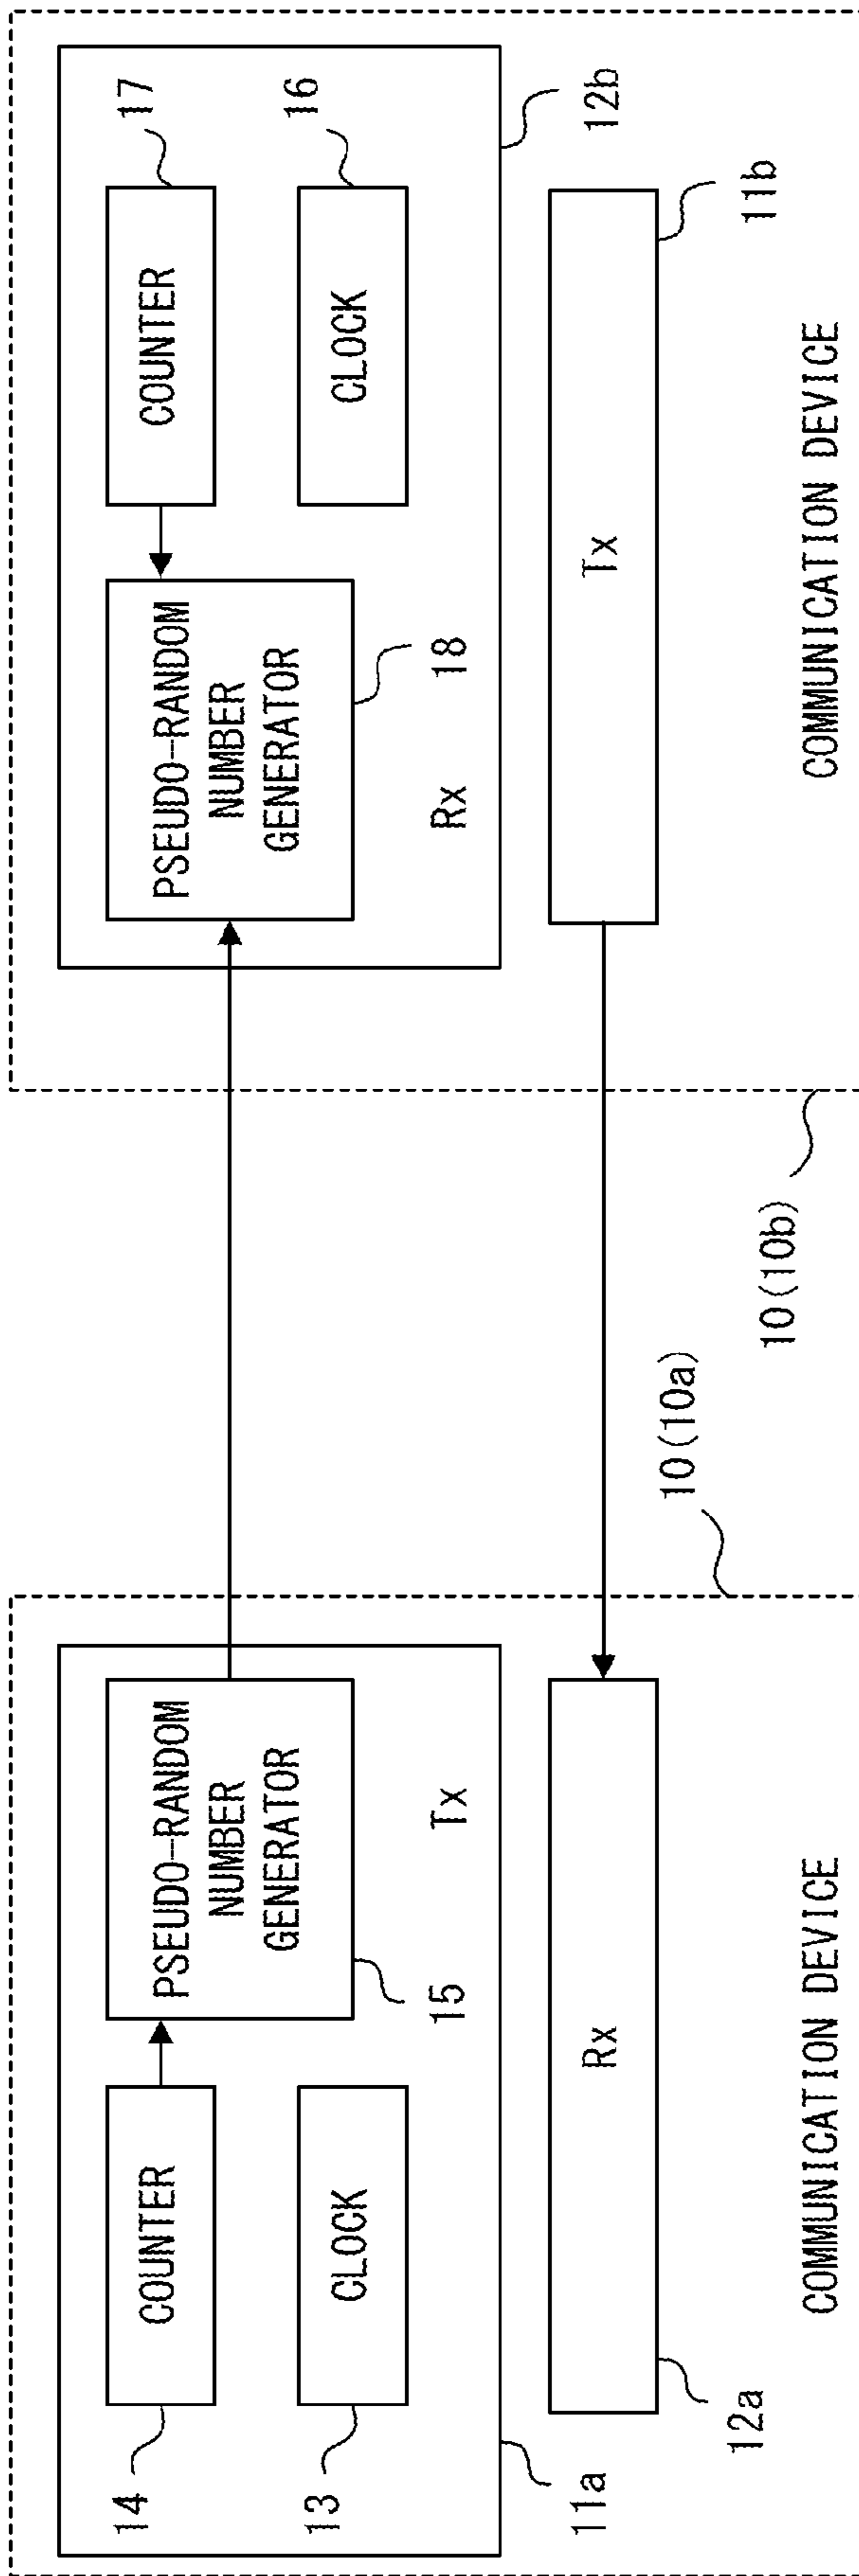 14
COUNTER
13
CLOCK
PSEUDO-RANDOM
NUMBER
GENERATOR
15
Tx
11a
Rx
12a
COMMUNICATION DEVICE
10(10a)
10(10b)
PSEUDO-RANDOM
NUMBER
GENERATOR
18
Rx
COUNTER
17
CLOCK
16
12b
Tx
11b
COMMUNICATION DEVICE